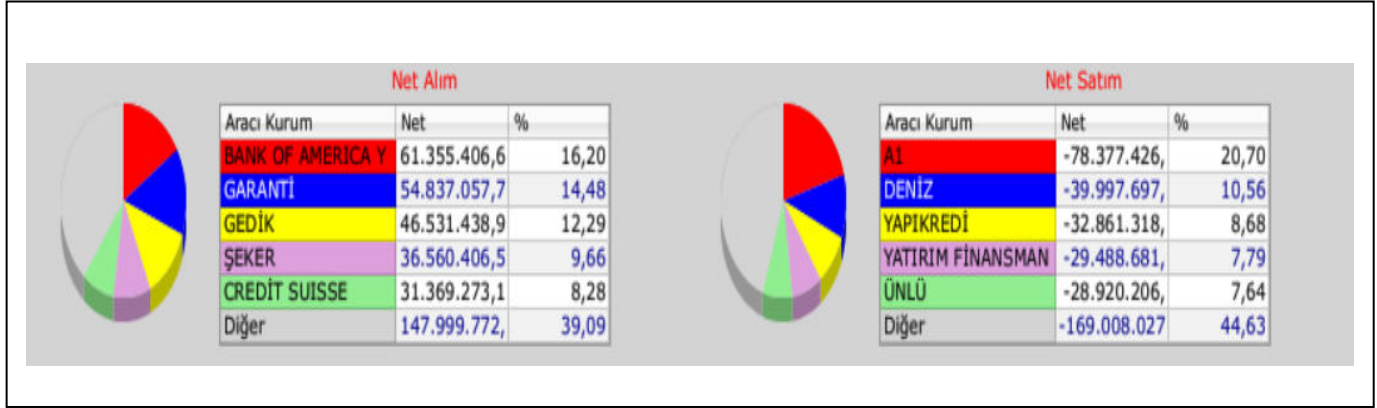 Net Alım
Aracı Kurum Net %
BANK OF AMERICA Y 61.355.406,6 16,20
GARANTİ 54.837.057,7 14,48
GEDİK 46.531.438,9 12,29
ŞEKER 36.560.406,5 9,66
CREDİT SUISSE 31.369.273,1 8,28
Diğer 147.999.772, 39,09
Net Satım
Aracı Kurum Net %
A1 -78.377.426, 20,70
DENİZ -39.997.697, 10,56
YAPIKREDİ -32.861.318, 8,68
YATIRIM FİNANSMAN -29.488.681, 7,79
ÜNLÜ -28.920.206, 7,64
Diğer -169.008.027 44,63